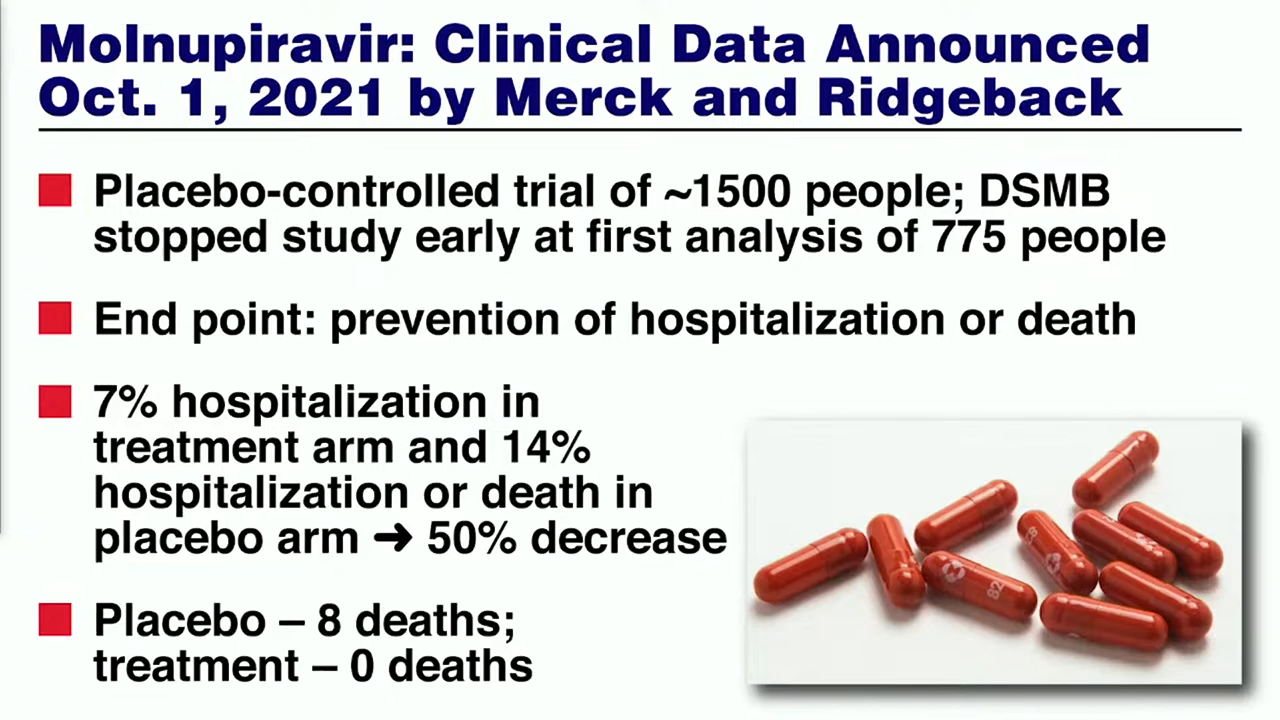 Molnupiravir: Clinical Data Announced
Oct. 1, 2021 by Merck and Ridgeback
Placebo-controlled trial of ~1500 people; DSMB
stopped study early at first analysis of 775 people
End point: prevention of hospitalization or death
7% hospitalization in
treatment arm and 14%
hospitalization or death in
placebo arm ➜ 50% decrease
Placebo – 8 deaths;
treatment – 0 deaths
82